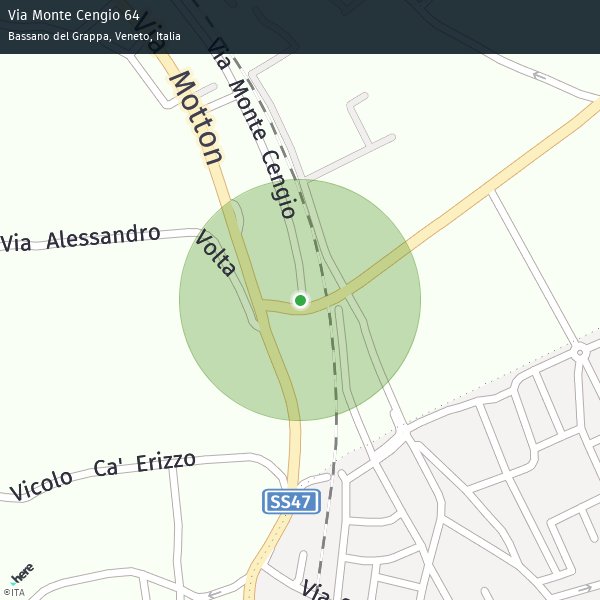 Via Monte Cengio 64
Bassano del Grappa, Veneto, Italia
Via Motton
Via Monte Cengio
Via Alessandro
Volta
Vicolo Ca' Erizzo
SS47
Via
here
©ITA